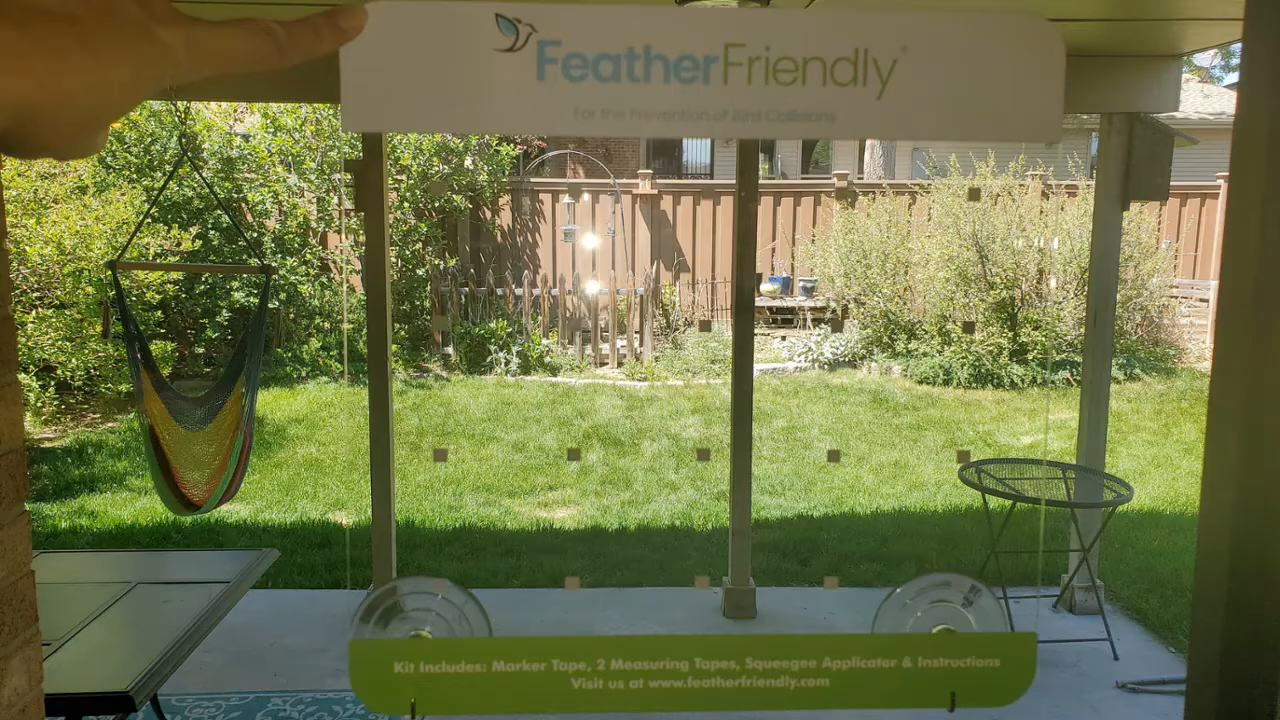 FeatherFriendly®
For the Prevention of Bird Collisions
Kit Includes: Marker Tape, 2 Measuring Tapes, Squeegee Applicator & Instructions
Visit us at www.featherfriendly.com